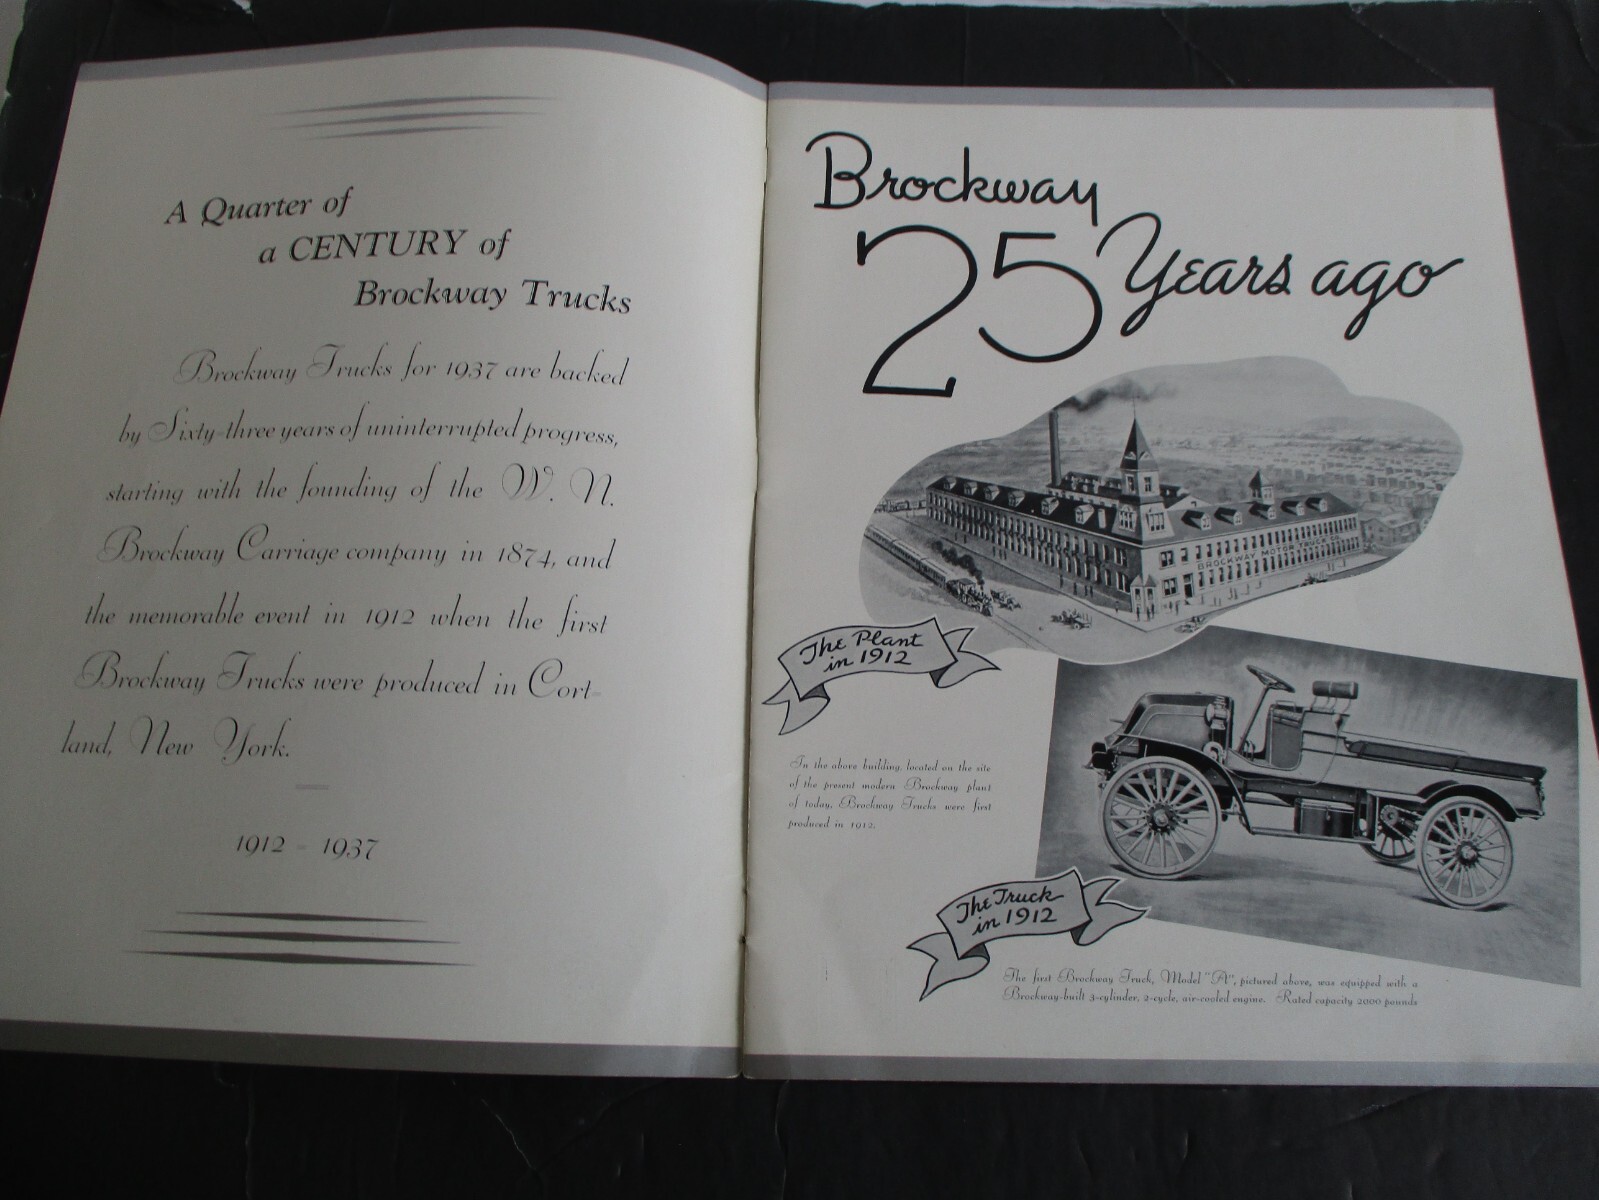 A Quarter of
a CENTURY of
Brockway Trucks
Brockway Trucks for 1937 are backed
by Sixty-three years of uninterrupted progress,
starting with the founding of the W. N.
Brockway Carriage company in 1874, and
the memorable event in 1912 when the first
Brockway Trucks were produced in Cort-
land, New York.
1912 - 1937
Brockway
25 Years ago
BROCKWAY MOTOR TRUCK CO.
The Plant
in 1912
In the above building, located on the site
of the present modern Brockway plant
of today, Brockway Trucks were first
produced in 1912.
The Truck
in 1912
The first Brockway Truck, Model "A", pictured above, was equipped with a
Brockway-built 3-cylinder, 2-cycle, air-cooled engine. Rated capacity 2000 pounds